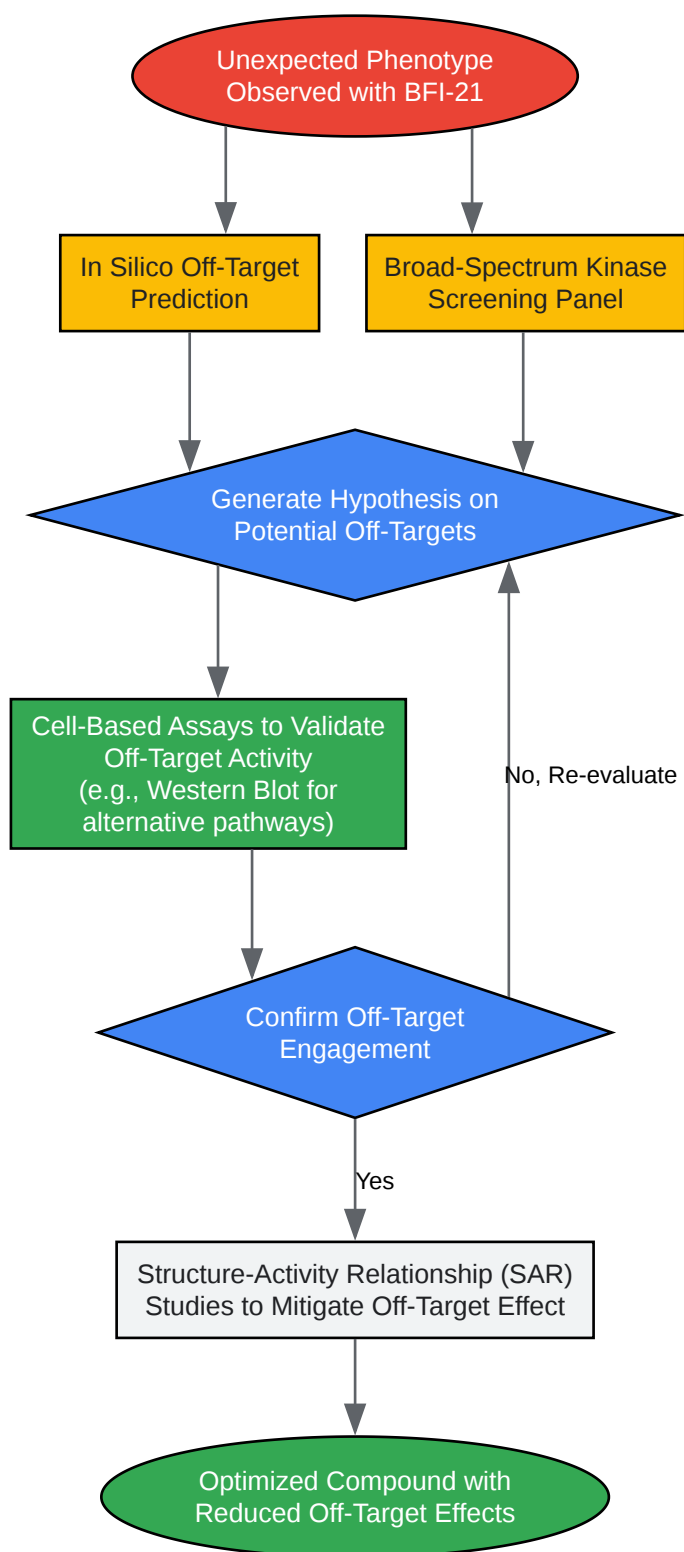 Unexpected Phenotype
Observed with BFI-21
In Silico Off-Target
Prediction
Broad-Spectrum Kinase
Screening Panel
Generate Hypothesis on
Potential Off-Targets
Cell-Based Assays to Validate
Off-Target Activity
(e.g., Western Blot for
alternative pathways)
No, Re-evaluate
Confirm Off-Target
Engagement
Yes
Structure-Activity Relationship (SAR)
Studies to Mitigate Off-Target Effect
Optimized Compound with
Reduced Off-Target Effects